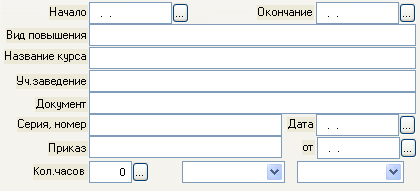 Начало . . ... Окончание . . ...
Вид повышения
Название курса
Уч.заведение
Документ
Серия, номер Дата . . ...
Приказ от . . ...
Кол.часов 0 ...